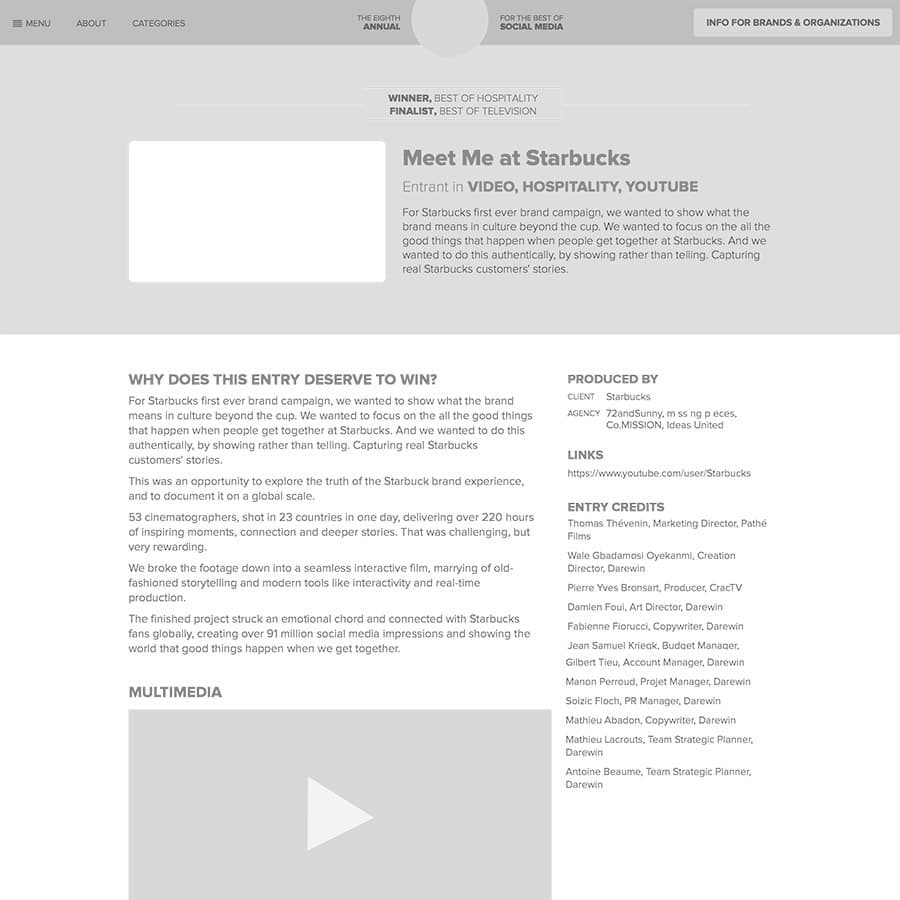 MENU ABOUT CATEGORIES
THE EIGHTH
ANNUAL
FOR THE BEST OF
SOCIAL MEDIA
INFO FOR BRANDS & ORGANIZATIONS
WINNER, BEST OF HOSPITALITY
FINALIST, BEST OF TELEVISION
Meet Me at Starbucks
Entrant in VIDEO, HOSPITALITY, YOUTUBE
For Starbucks first ever brand campaign, we wanted to show what the
brand means in culture beyond the cup. We wanted to focus on the all the
good things that happen when people get together at Starbucks. And we
wanted to do this authentically, by showing rather than telling. Capturing
real Starbucks customers' stories.
WHY DOES THIS ENTRY DESERVE TO WIN?
For Starbucks first ever brand campaign, we wanted to show what the brand
means in culture beyond the cup. We wanted to focus on the all the good things
that happen when people get together at Starbucks. And we wanted to do this
authentically, by showing rather than telling. Capturing real Starbucks
customers' stories.
This was an opportunity to explore the truth of the Starbuck brand experience,
and to document it on a global scale.
53 cinematographers, shot in 23 countries in one day, delivering over 220 hours
of inspiring moments, connection and deeper stories. That was challenging, but
very rewarding.
We broke the footage down into a seamless interactive film, marrying of old-
fashioned storytelling and modern tools like interactivity and real-time
production.
The finished project struck an emotional chord and connected with Starbucks
fans globally, creating over 91 million social media impressions and showing the
world that good things happen when we get together.
MULTIMEDIA
PRODUCED BY
CLIENT Starbucks
AGENCY 72andSunny, m ss ng p eces,
Co.MISSION, Ideas United
LINKS
https://www.youtube.com/user/Starbucks
ENTRY CREDITS
Thomas Thévenin, Marketing Director, Pathé
Films
Wale Gbadamosi Oyekanmi, Creation
Director, Darewin
Pierre Yves Bronsart, Producer, CracTV
Damien Foui, Art Director, Darewin
Fabienne Fiorucci, Copywriter, Darewin
Jean Samuel Kriegk, Budget Manager,
Gilbert Tieu, Account Manager, Darewin
Manon Perroud, Projet Manager, Darewin
Soizic Floch, PR Manager, Darewin
Mathieu Abadon, Copywriter, Darewin
Mathieu Lacrouts, Team Strategic Planner,
Darewin
Antoine Beaume, Team Strategic Planner,
Darewin